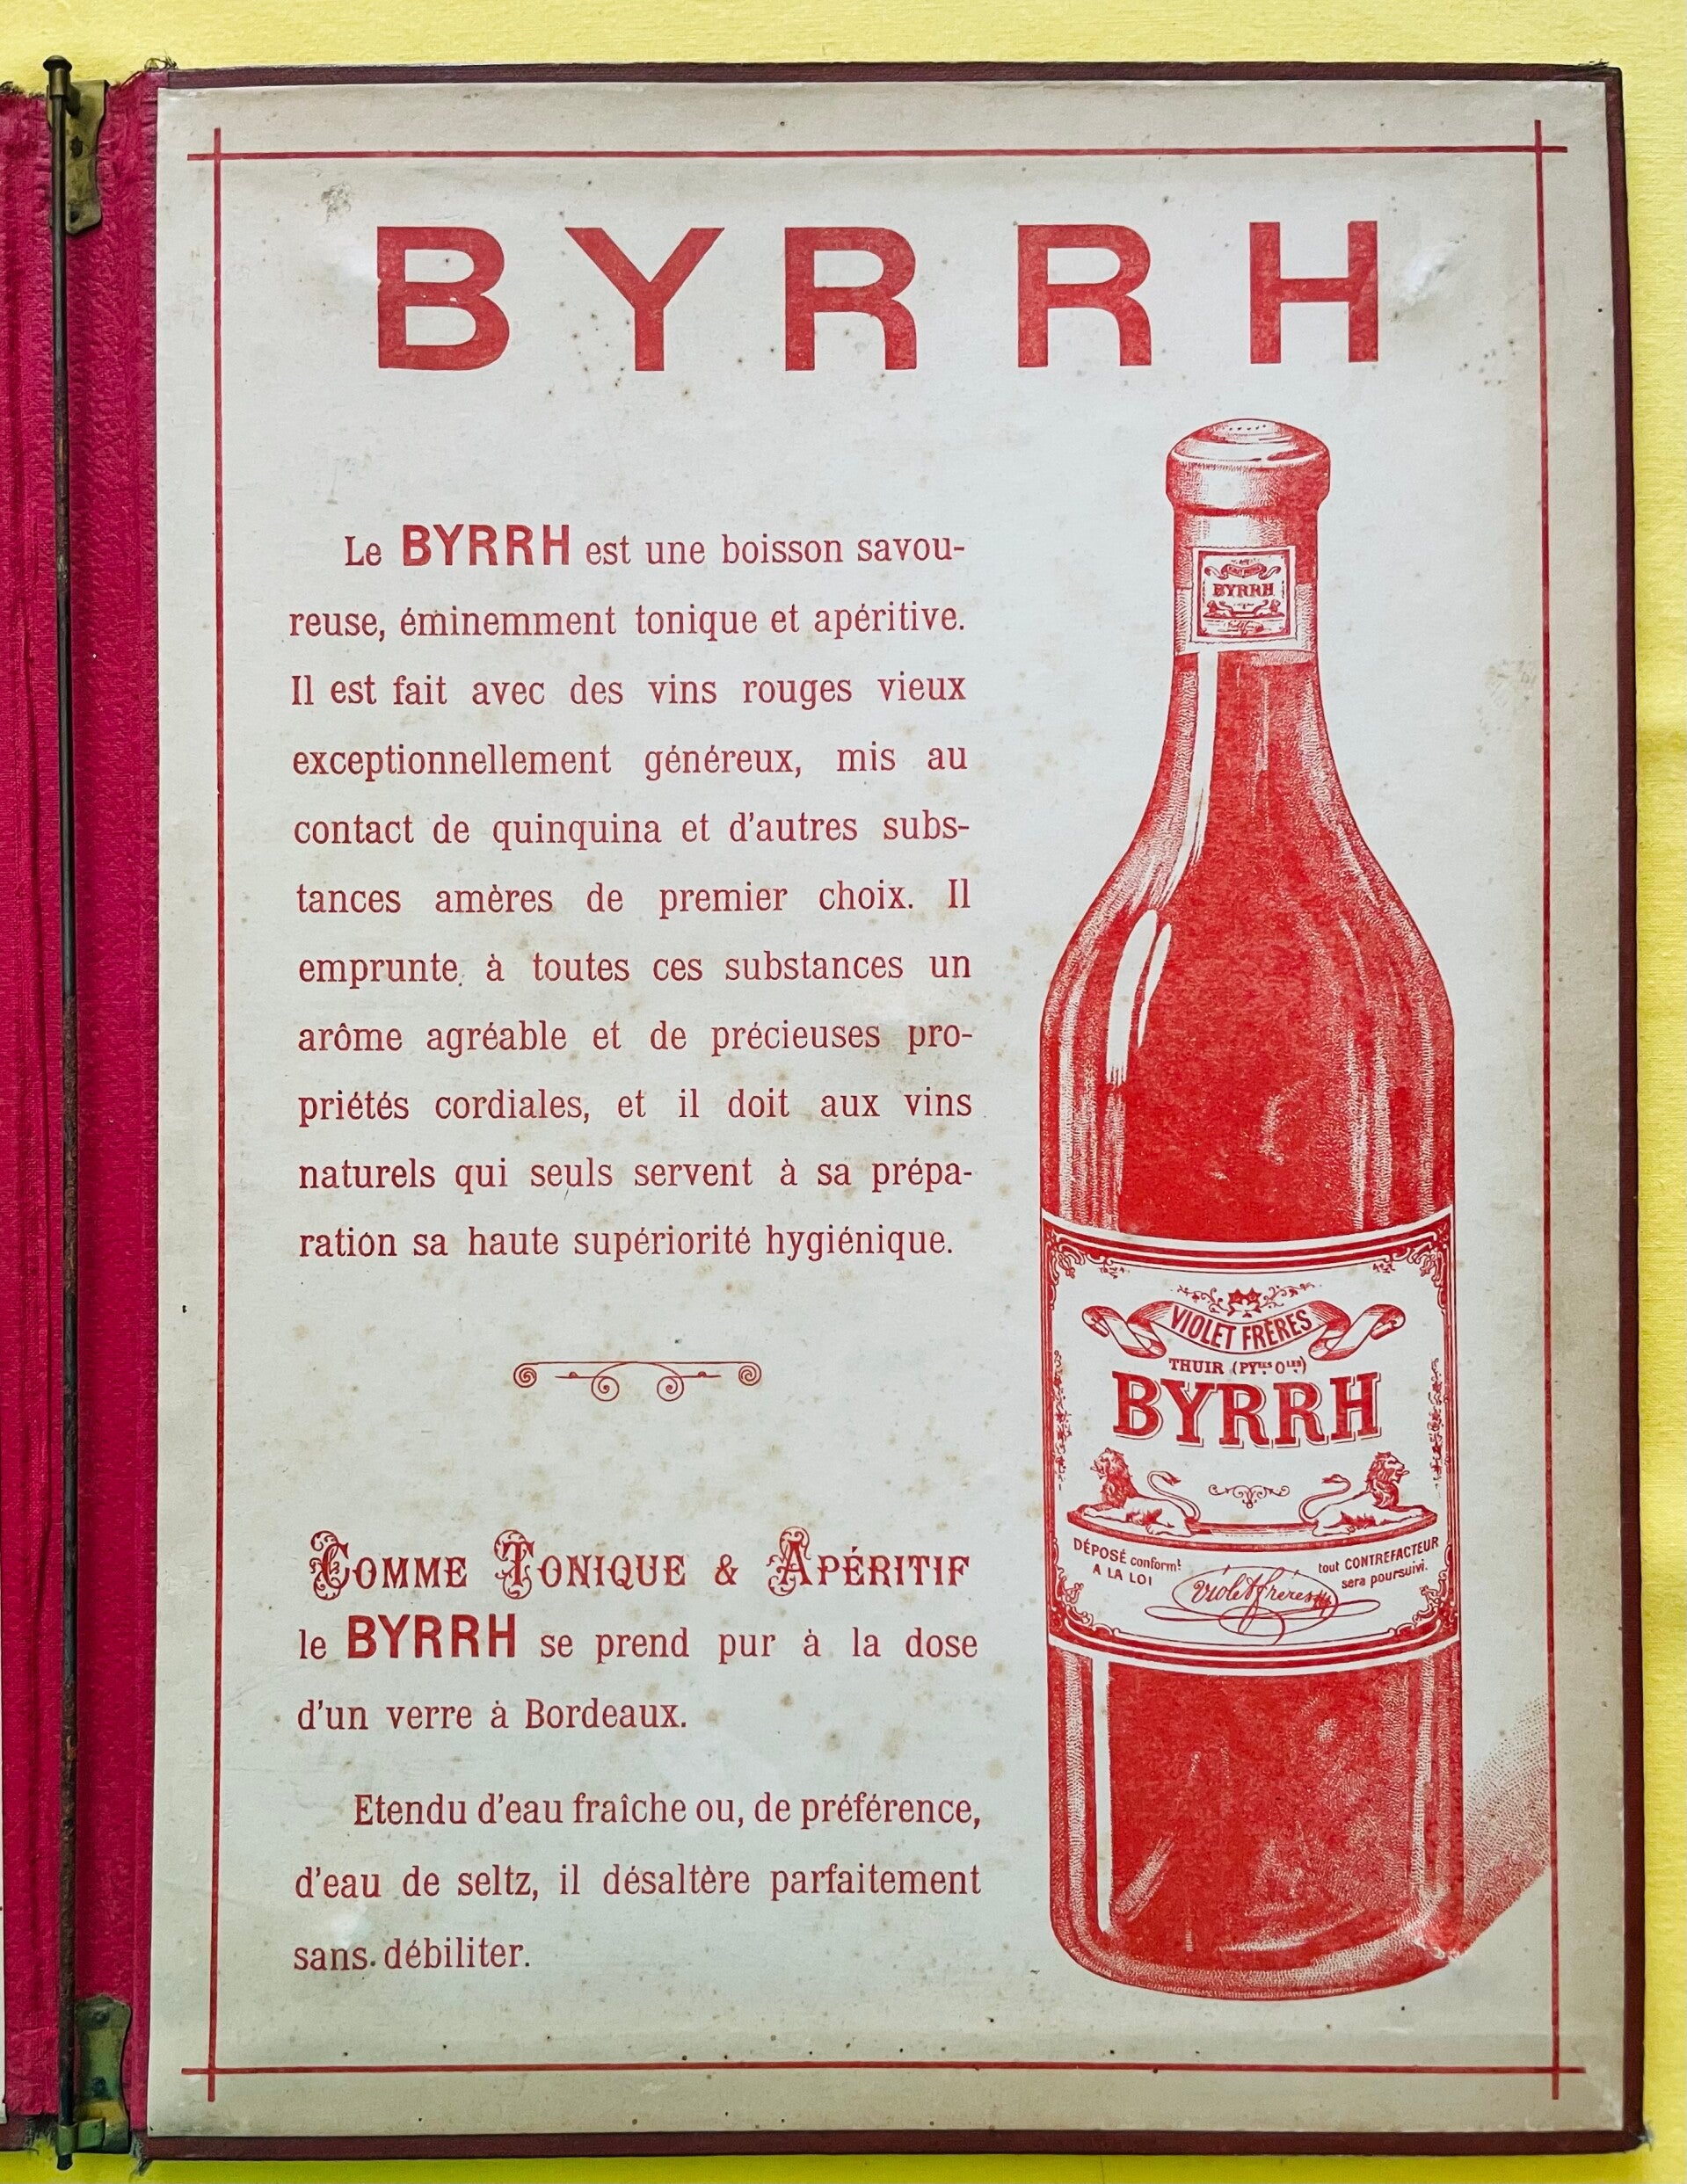 BYRRH
Le BYRRH est une boisson savou-
reuse, éminemment tonique et apéritive.
Il est fait avec des vins rouges vieux
exceptionnellement généreux, mis au
contact de quinquina et d'autres subs-
tances amères de premier choix. Il
emprunte à toutes ces substances un
arôme agréable et de précieuses pro-
priétés cordiales, et il doit aux vins
naturels qui seuls servent à sa prépa-
ration sa haute supériorité hygiénique.
COMME TONIQUE & APÉRITIF
le BYRRH se prend pur à la dose
d'un verre à Bordeaux.
Etendu d'eau fraîche ou, de préférence,
d'eau de seltz, il désaltère parfaitement
sans débiliter.
BYRRH
VIOLET FRÈRES
THUIR (PYÉES OLES)
BYRRH
DÉPOSÉ conformt
A LA LOI
Violet frères
tout CONTREFACTEUR
sera poursuivi.